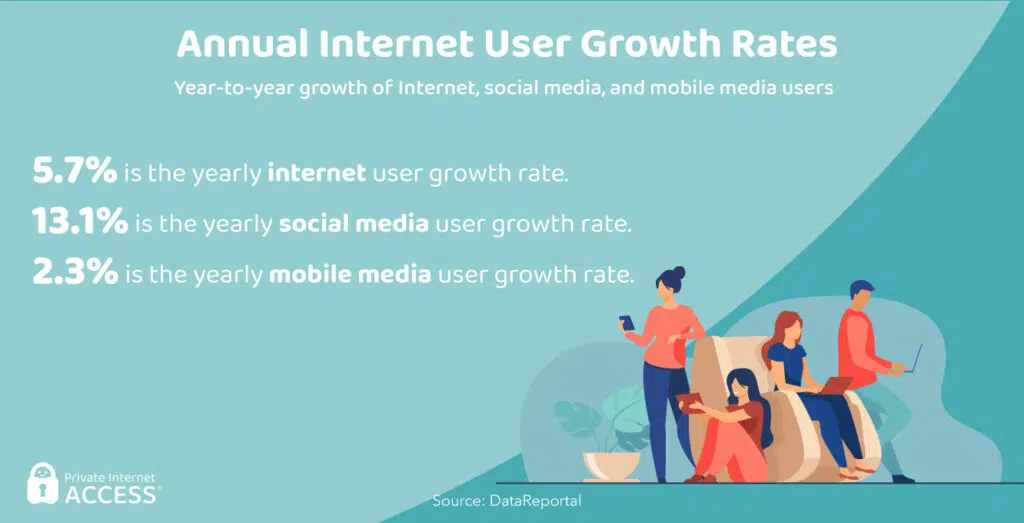 Annual Internet User Growth Rates
Year-to-year growth of Internet, social media, and mobile media users
5.7% is the yearly internet user growth rate.
13.1% is the yearly social media user growth rate.
2.3% is the yearly mobile media user growth rate.
Private Internet
ACCESS®
Source: DataReportal